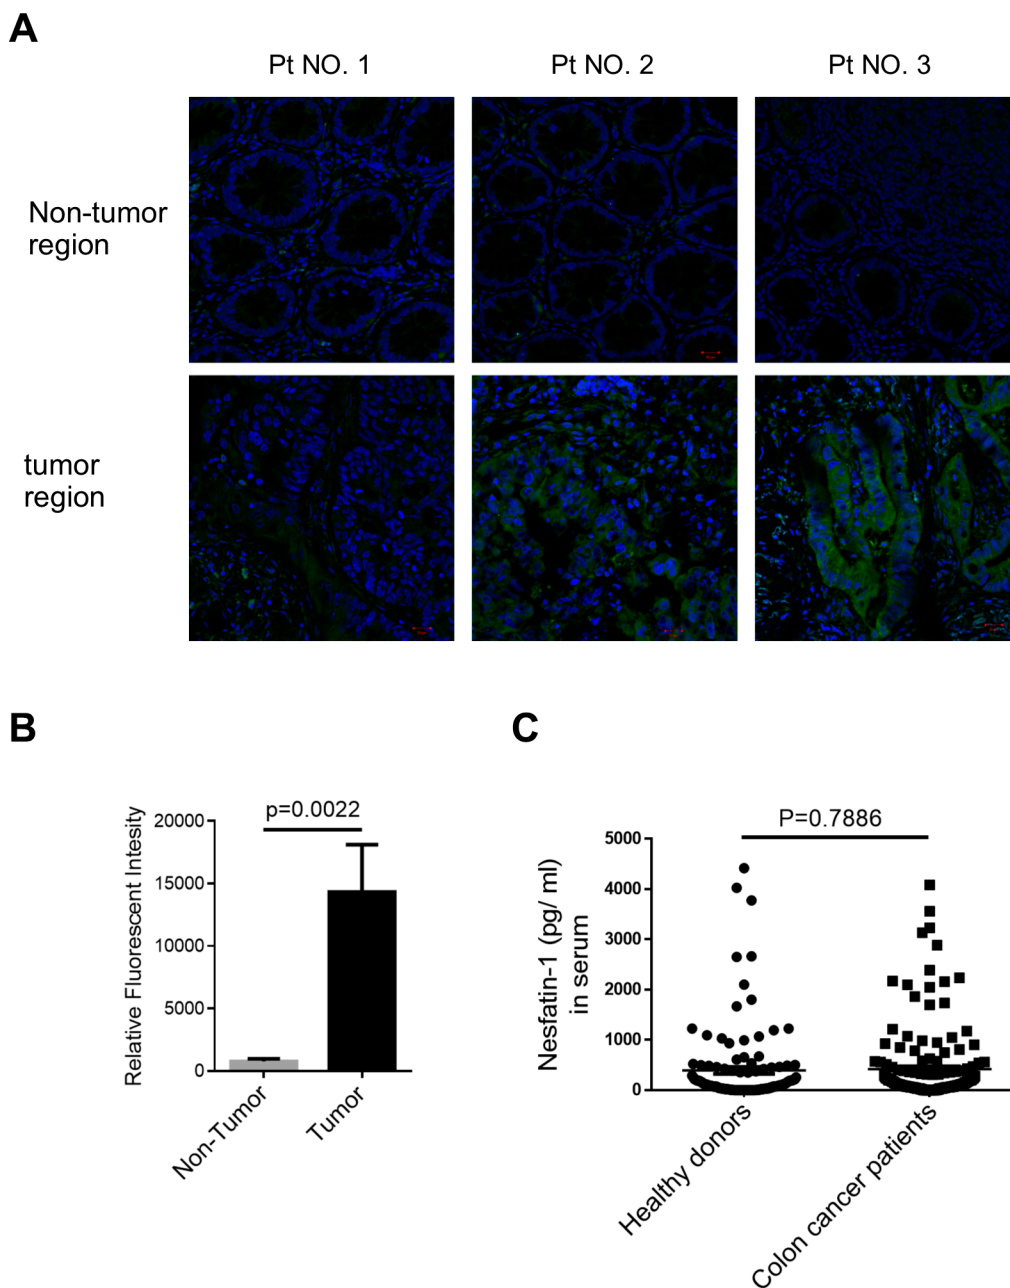 A
Pt NO. 1
Pt NO. 2
Pt NO. 3
Non-tumor
region
tumor
region
B
Relative Fluorescent Intesity
20000
15000
10000
5000
0
p=0.0022
Non-Tumor
Tumor
C
Nesfatin-1 (pg/ ml)
in serum
5000
4000
3000
2000
1000
0
P=0.7886
Healthy donors
Colon cancer patients